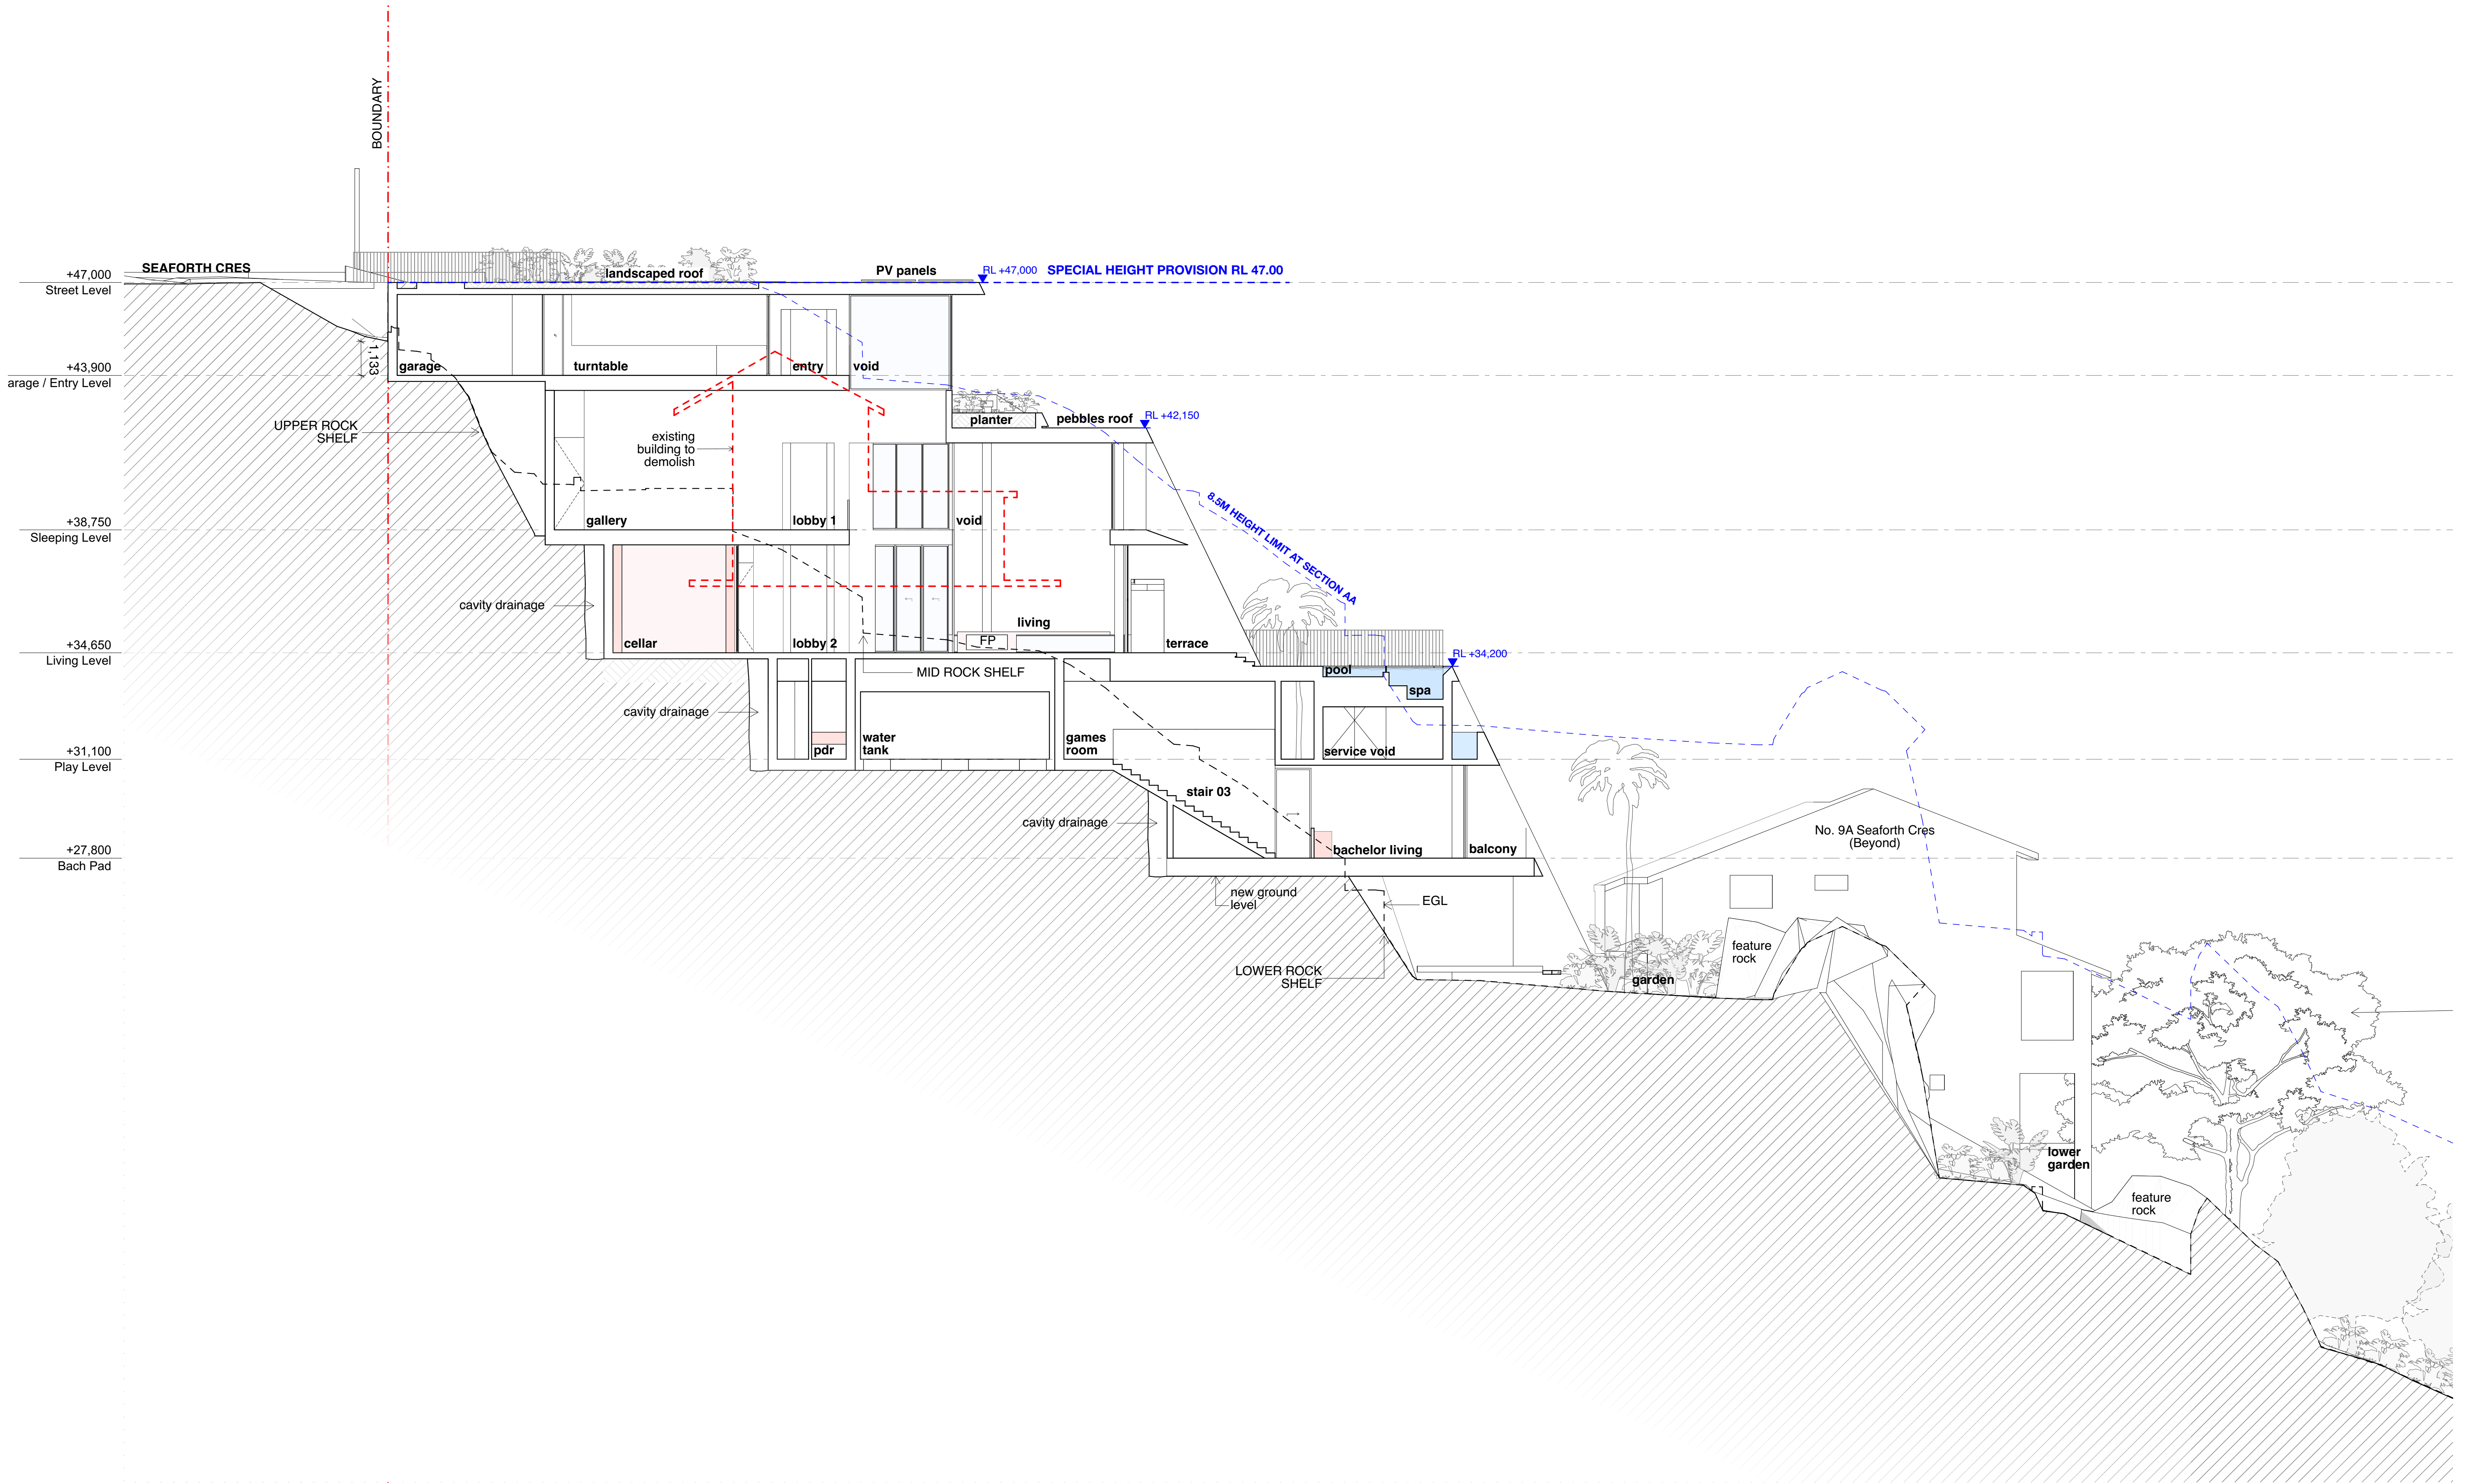 BOUNDARY
SEAFORTH CRES
landscaped roof
PV panels
RL +47,000
SPECIAL HEIGHT PROVISION RL 47.00
+47,000
Street Level
1,133
garage
turntable
entry
void
+43,900
arage / Entry Level
planter
pebbles roof
RL +42,150
UPPER ROCK
SHELF
existing
building to
demolish
8.5M HEIGHT LIMIT AT SECTION AA
+38,750
Sleeping Level
gallery
lobby 1
void
cavity drainage
living
FP
cellar
lobby 2
terrace
+34,650
Living Level
RL +34,200
MID ROCK SHELF
pool
spa
cavity drainage
water
tank
games
room
pdr
service void
+31,100
Play Level
stair 03
cavity drainage
No. 9A Seaforth Cres
(Beyond)
bachelor living
balcony
+27,800
Bach Pad
new ground
level
EGL
feature
rock
LOWER ROCK
SHELF
garden
lower
garden
feature
rock